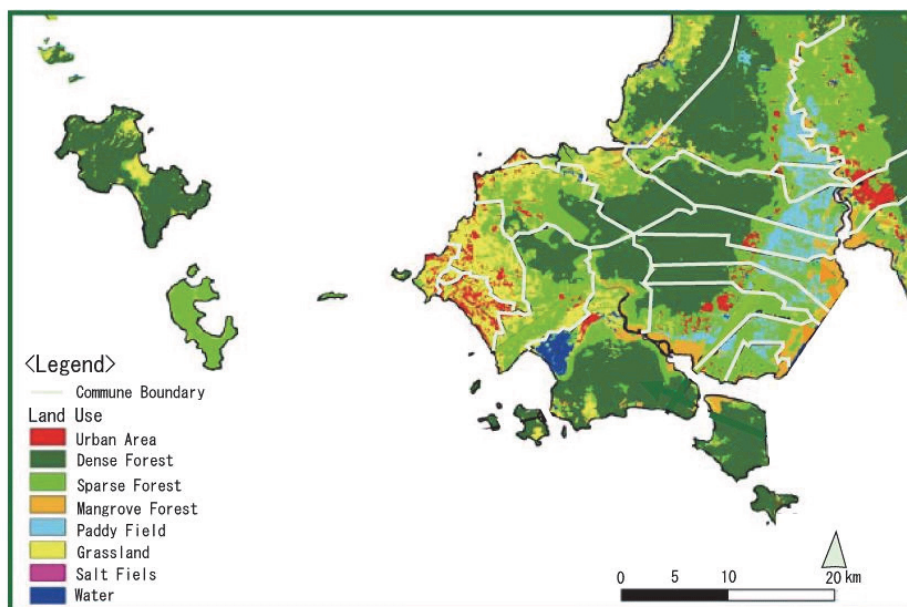 <Legend>
Commune Boundary
Land Use
Urban Area
Dense Forest
Sparse Forest
Mangrove Forest
Paddy Field
Grassland
Salt Fiels
Water
0 5 10 20 km